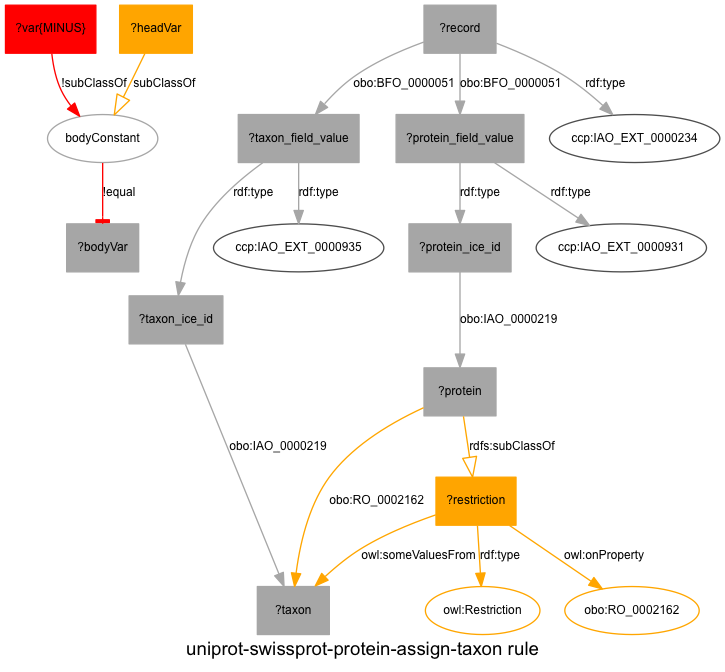 ?var{MINUS}
?headVar
?record
!subClassOf
subClassOf
obo:BFO_0000051
obo:BFO_0000051
rdf:type
bodyConstant
?taxon_field_value
?protein_field_value
ccp:IAO_EXT_0000234
!equal
rdf:type
rdf:type
rdf:type
rdf:type
?bodyVar
ccp:IAO_EXT_0000935
?protein_ice_id
ccp:IAO_EXT_0000931
?taxon_ice_id
obo:IAO_0000219
?protein
obo:IAO_0000219
rdfs:subClassOf
obo:RO_0002162
?restriction
owl:someValuesFrom
rdf:type
owl:onProperty
?taxon
owl:Restriction
obo:RO_0002162
uniprot-swissprot-protein-assign-taxon rule